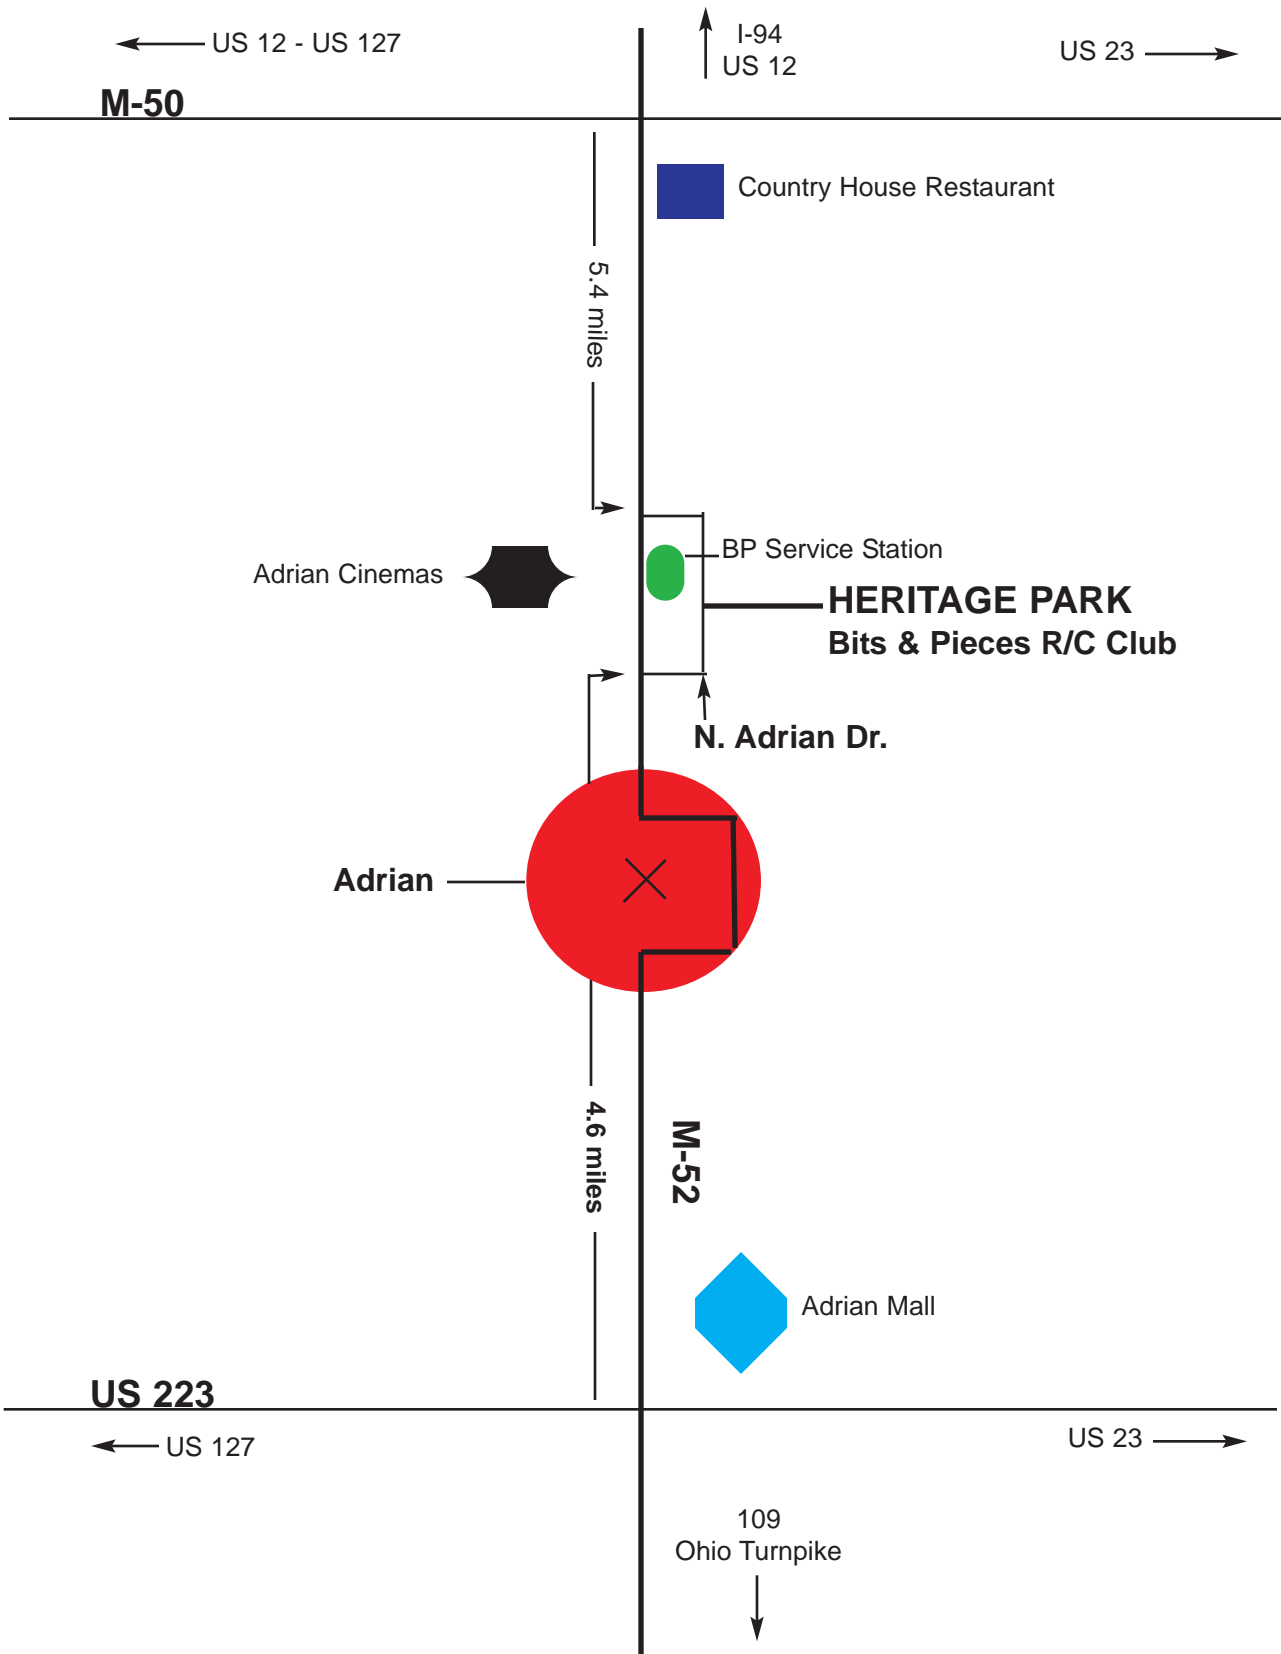 US 12 - US 127
I-94
US 12
US 23
M-50
Country House Restaurant
5.4 miles
BP Service Station
Adrian Cinemas
HERITAGE PARK
Bits & Pieces R/C Club
N. Adrian Dr.
Adrian
4.6 miles
M-52
Adrian Mall
US 223
US 127
US 23
109
Ohio Turnpike